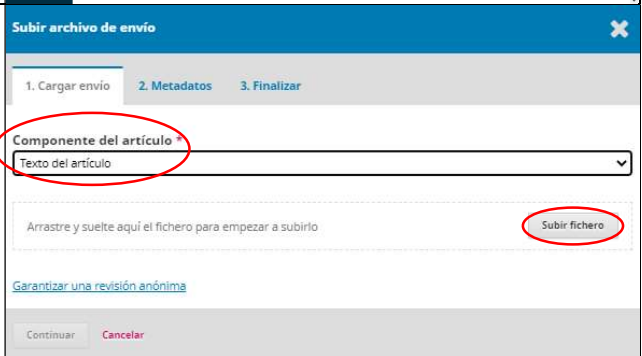 Subir archivo de envío
1. Cargar envío 2. Metadatos 3. Finalizar
Componente del artículo *
Texto del artículo
Arrastre y suelte aquí el fichero para empezar a subirlo Subir fichero
Garantizar una revisión anónima
Continuar Cancelar